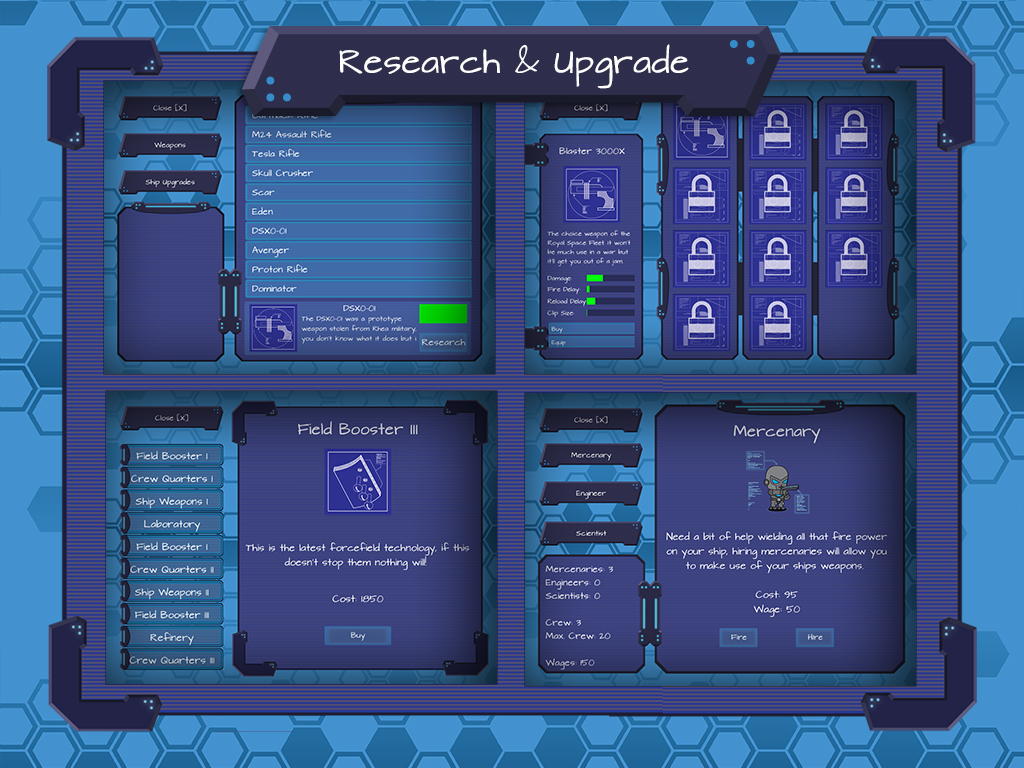 Research & Upgrade
Close [X]
Weapons
Ship Upgrades
M24 Assault Rifle
Tesla Rifle
Skull Crusher
Scar
Eden
DSX0-01
Avenger
Proton Rifle
Dominator
DSX0-01
The DSX0-01 was a prototype
weapon stolen from Rhea military,
you don't know what it does but i
Research
Close [X]
Blaster 3000X
The choice weapon of the
Royal Space Fleet it won't
be much use in a war but
it'll get you out of a jam.
Damage:
Fire Delay:
Reload Delay:
Clip Size:
Buy
Equip
Close [X]
Field Booster I
Crew Quarters I
Ship Weapons I
Laboratory
Field Booster I
Crew Quarters II
Ship Weapons II
Field Booster III
Refinery
Crew Quarters III
Field Booster III
This is the latest forcefield technology, if this
doesn't stop them nothing will!
Cost: 11850
Buy
Close [X]
Mercenary
Engineer
Scientist
Mercenaries: 3
Engineers: 0
Scientists: 0
Crew: 3
Max. Crew: 20
Wages: 150
Mercenary
Need a bit of help wielding all that fire power
on your ship, hiring mercenaries will allow you
to make use of your ships weapons.
Cost: 95
Wage: 50
Fire
Hire